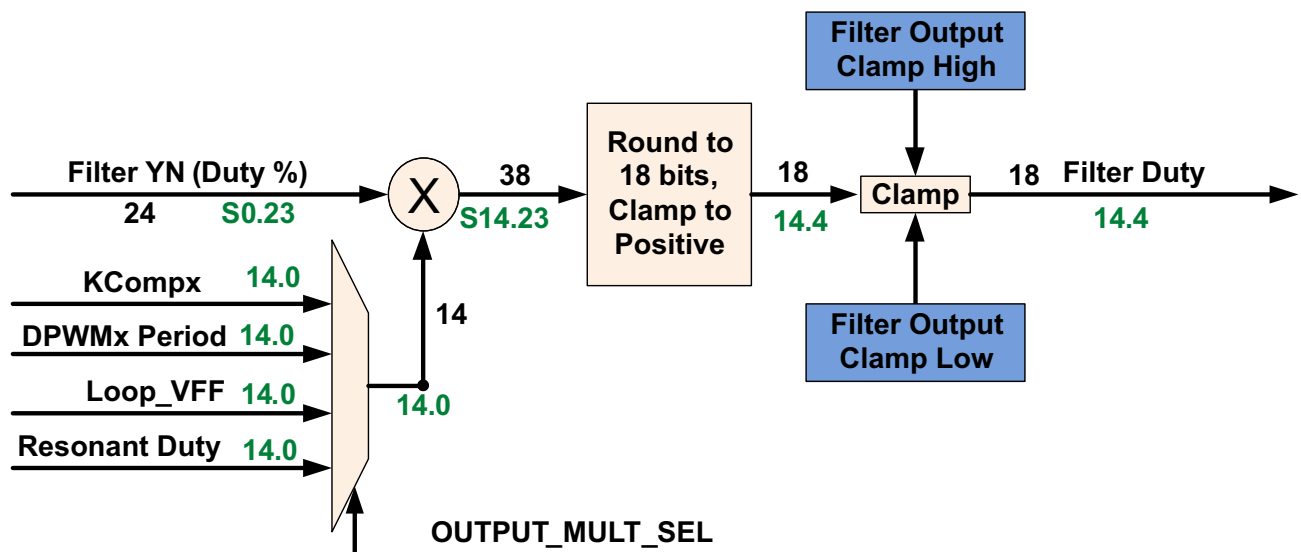 Filter Output
Clamp High
Filter YN (Duty %)
24
S0.23
X
38
S14.23
Round to
18 bits,
Clamp to
Positive
18
14.4
Clamp
18
Filter Duty
14.4
KCompx
14.0
DPWMx Period
14.0
Loop_VFF
14.0
Resonant Duty
14.0
14
14.0
Filter Output
Clamp Low
OUTPUT_MULT_SEL